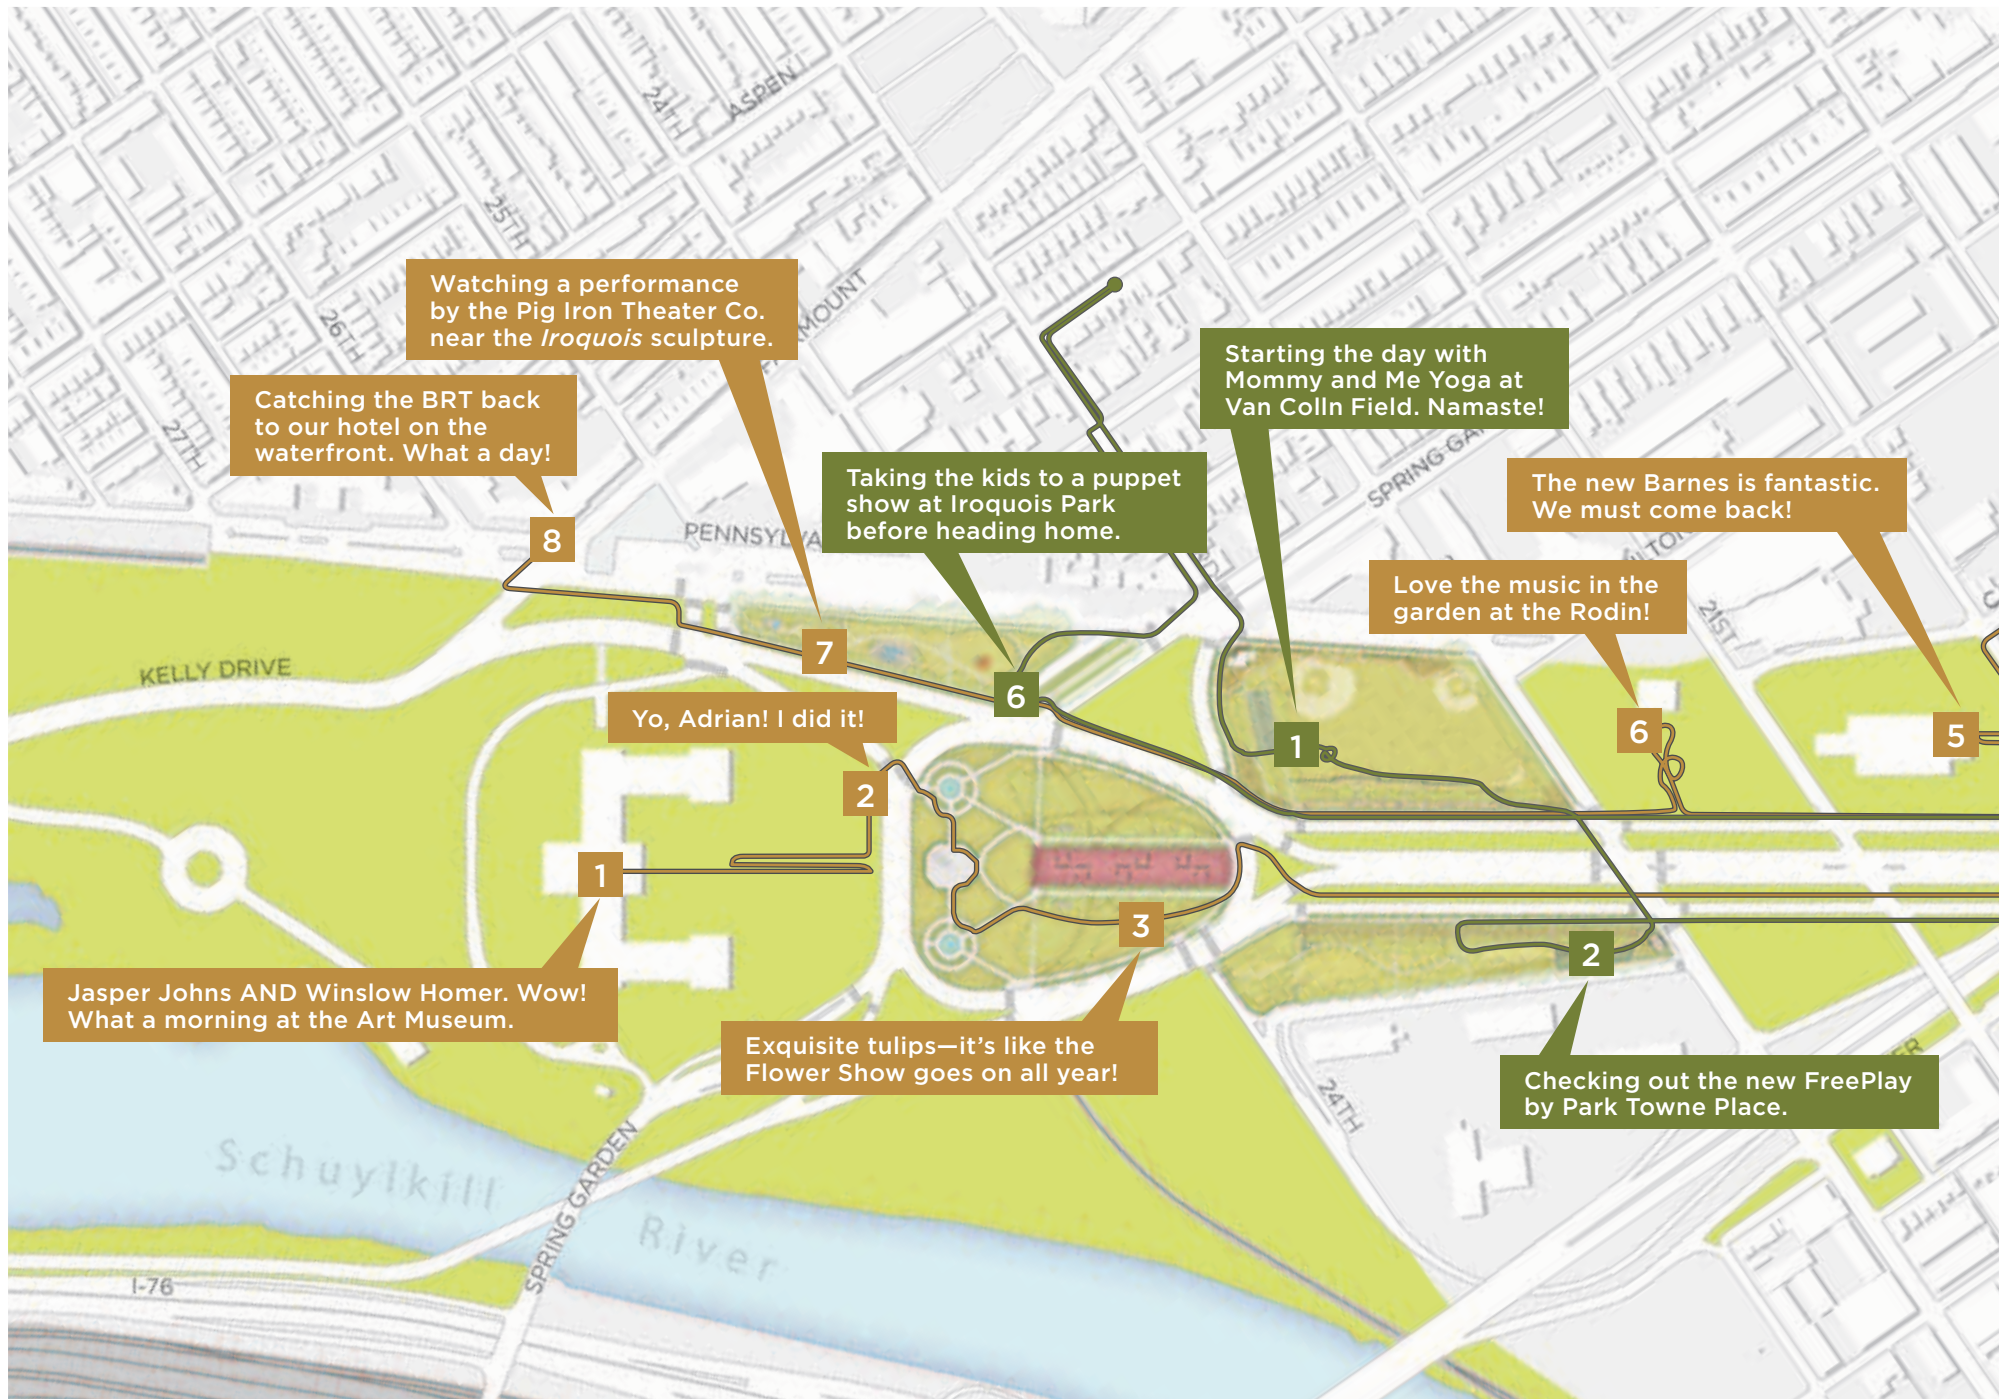 24TH
ASPEN
25TH
26TH
27TH
Watching a performance
by the Pig Iron Theater Co.
near the Iroquois sculpture.
Starting the day with
Mommy and Me Yoga at
Van Colln Field. Namaste!
Catching the BRT back
to our hotel on the
waterfront. What a day!
Taking the kids to a puppet
show at Iroquois Park
before heading home.
The new Barnes is fantastic.
We must come back!
Love the music in the
garden at the Rodin!
21ST
8
7
6
1
6
5
KELLY DRIVE
Yo, Adrian! I did it!
2
1
3
2
Jasper Johns AND Winslow Homer. Wow!
What a morning at the Art Museum.
Exquisite tulips—it's like the
Flower Show goes on all year!
24TH
Checking out the new FreePlay
by Park Towne Place.
Schuylkill
River
SPRING GARDEN
I-76